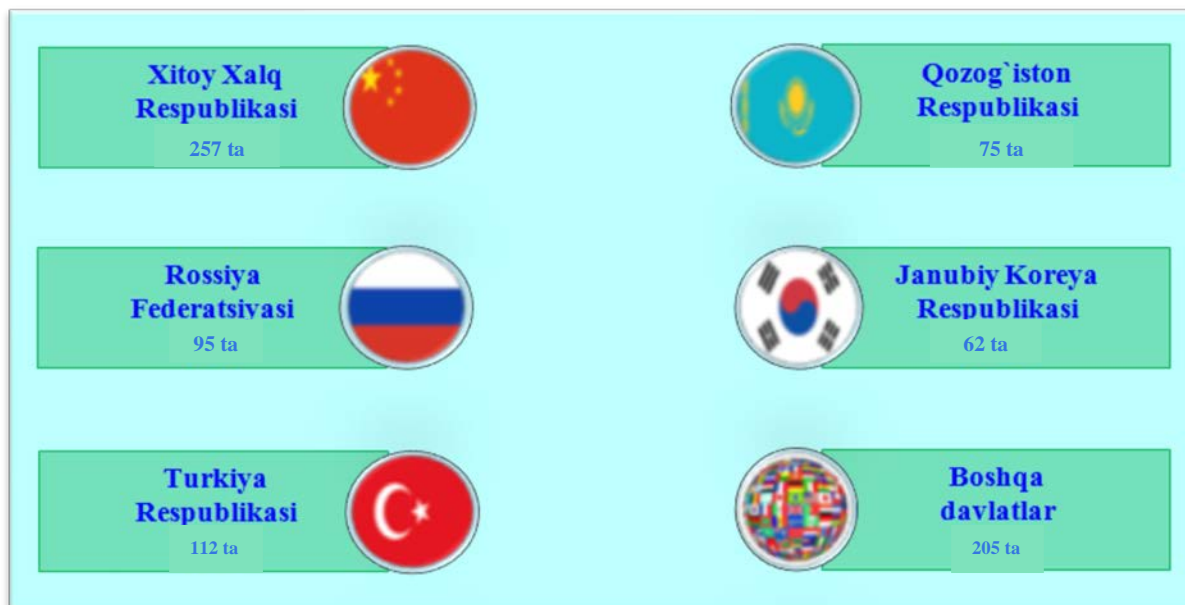 Xitoy Xalq
Respublikasi
257 ta
Qozog`iston
Respublikasi
75 ta
Rossiya
Federatsiyasi
95 ta
Janubiy Koreya
Respublikasi
62 ta
Turkiya
Respublikasi
112 ta
Boshqa
davlatlar
205 ta